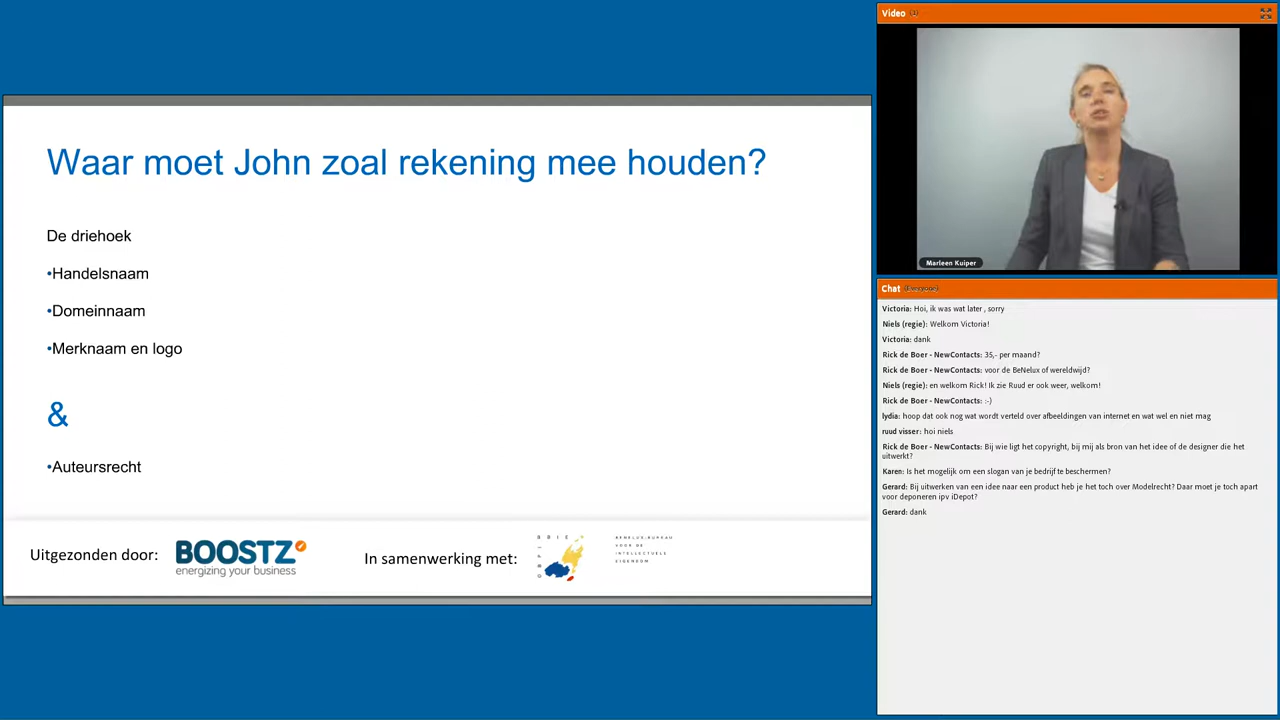 Waar moet John zoal rekening mee houden?
De driehoek
•Handelsnaam
•Domeinnaam
•Merknaam en logo
&
•Auteursrecht
Uitgezonden door:
BOOSTZ
energizing your business
In samenwerking met:
BENELUX-BUREAU
VOOR DE
INTELLECTUELE
EIGENDOM
Video (1)
Marleen Kuiper
Chat (Everyone)
Victoria: Hoi, ik was wat later , sorry
Niels (regie): Welkom Victoria!
Victoria: dank
Rick de Boer - NewContacts: 35,- per maand?
Rick de Boer - NewContacts: voor de BeNelux of wereldwijd?
Niels (regie): en welkom Rick! Ik zie Ruud er ook weer, welkom!
Rick de Boer - NewContacts: :-)
lydia: hoop dat ook nog wat wordt verteld over afbeeldingen van internet en wat wel en niet mag
ruud visser: hoi niels
Rick de Boer - NewContacts: Bij wie ligt het copyright, bij mij als bron van het idee of de designer die het
uitwerkt?
Karen: Is het mogelijk om een slogan van je bedrijf te beschermen?
Gerard: Bij uitwerken van een idee naar een product heb je het toch over Modelrecht? Daar moet je toch apart
voor deponeren ipv iDepot?
Gerard: dank